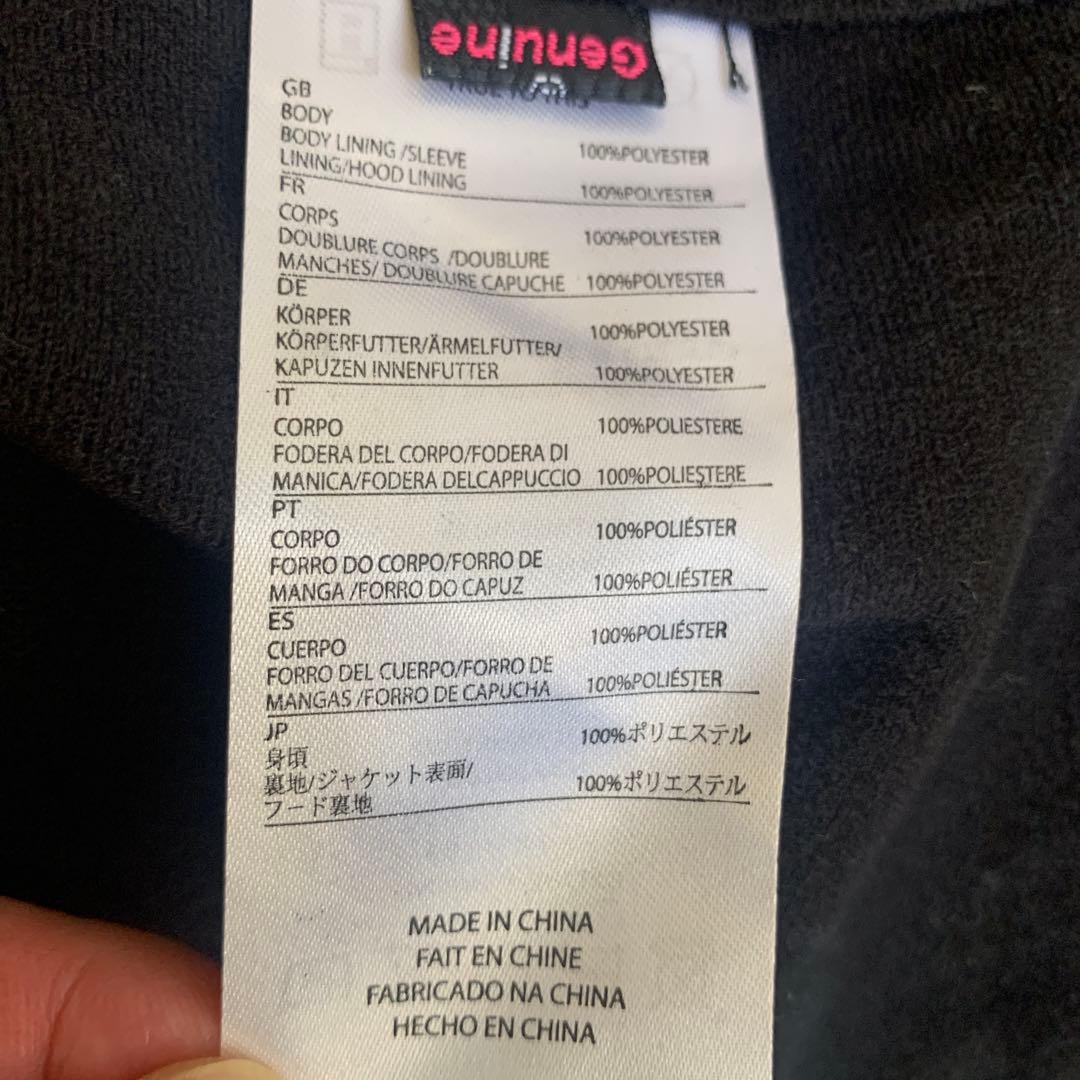 Genuine
GB
BODY 100%POLYESTER
BODY LINING /SLEEVE
LINING/HOOD LINING 100%POLYESTER
FR
CORPS 100%POLYESTER
DOUBLURE CORPS /DOUBLURE
MANCHES/ DOUBLURE CAPUCHE 100%POLYESTER
DE
KÖRPER 100%POLYESTER
KÖRPERFUTTER/ÄRMELFUTTER/
KAPUZEN INNENFUTTER 100%POLYESTER
IT
CORPO 100%POLIESTERE
FODERA DEL CORPO/FODERA DI
MANICA/FODERA DELCAPPUCCIO 100%POLIESTERE
PT
CORPO 100%POLIÉSTER
FORRO DO CORPO/FORRO DE
MANGA /FORRO DO CAPUZ 100%POLIÉSTER
ES
CUERPO 100%POLIÉSTER
FORRO DEL CUERPO/FORRO DE
MANGAS /FORRO DE CAPUCHA 100%POLIÉSTER
JP
身頃 100%ポリエステル
裏地/ジャケット表面/
フード裏地 100%ポリエステル
MADE IN CHINA
FAIT EN CHINE
FABRICADO NA CHINA
HECHO EN CHINA